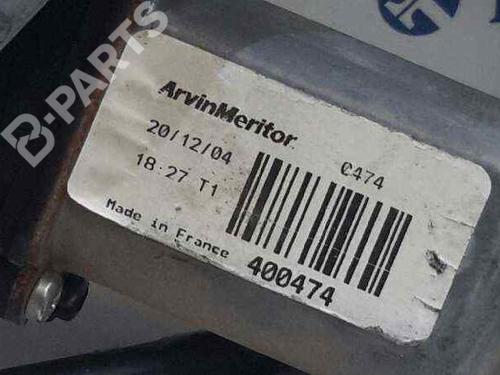 B-PARTS
ArvinMeritor
20/12/04
C474
18:27 T1
Made in France
400474